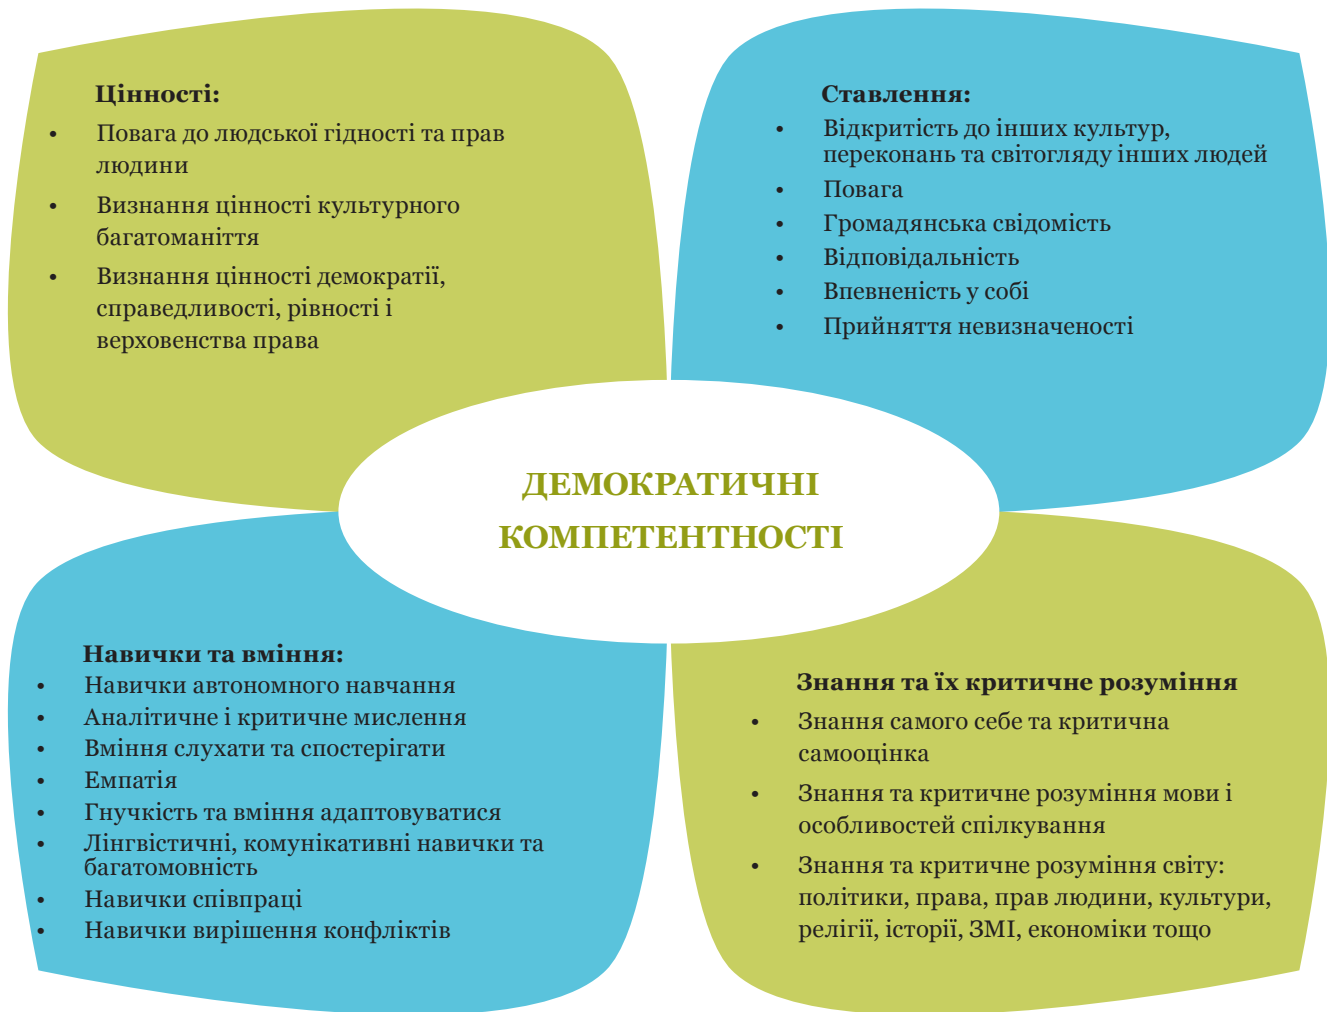 Цінності:
• Повага до людської гідності та прав
людини
• Визнання цінності культурного
багатоманіття
• Визнання цінності демократії,
справедливості, рівності і
верховенства права
Ставлення:
• Відкритість до інших культур,
переконань та світогляду інших людей
• Повага
• Громадянська свідомість
• Відповідальність
• Впевненість у собі
• Прийняття невизначеності
ДЕМОКРАТИЧНІ
КОМПЕТЕНТНОСТІ
Навички та вміння:
• Навички автономного навчання
• Аналітичне і критичне мислення
• Вміння слухати та спостерігати
• Емпатія
• Гнучкість та вміння адаптовуватися
• Лінгвістичні, комунікативні навички та
багатомовність
• Навички співпраці
• Навички вирішення конфліктів
Знання та їх критичне розуміння
• Знання самого себе та критична
самооцінка
• Знання та критичне розуміння мови і
особливостей спілкування
• Знання та критичне розуміння світу:
політики, права, прав людини, культури,
релігії, історії, ЗМІ, економіки тощо